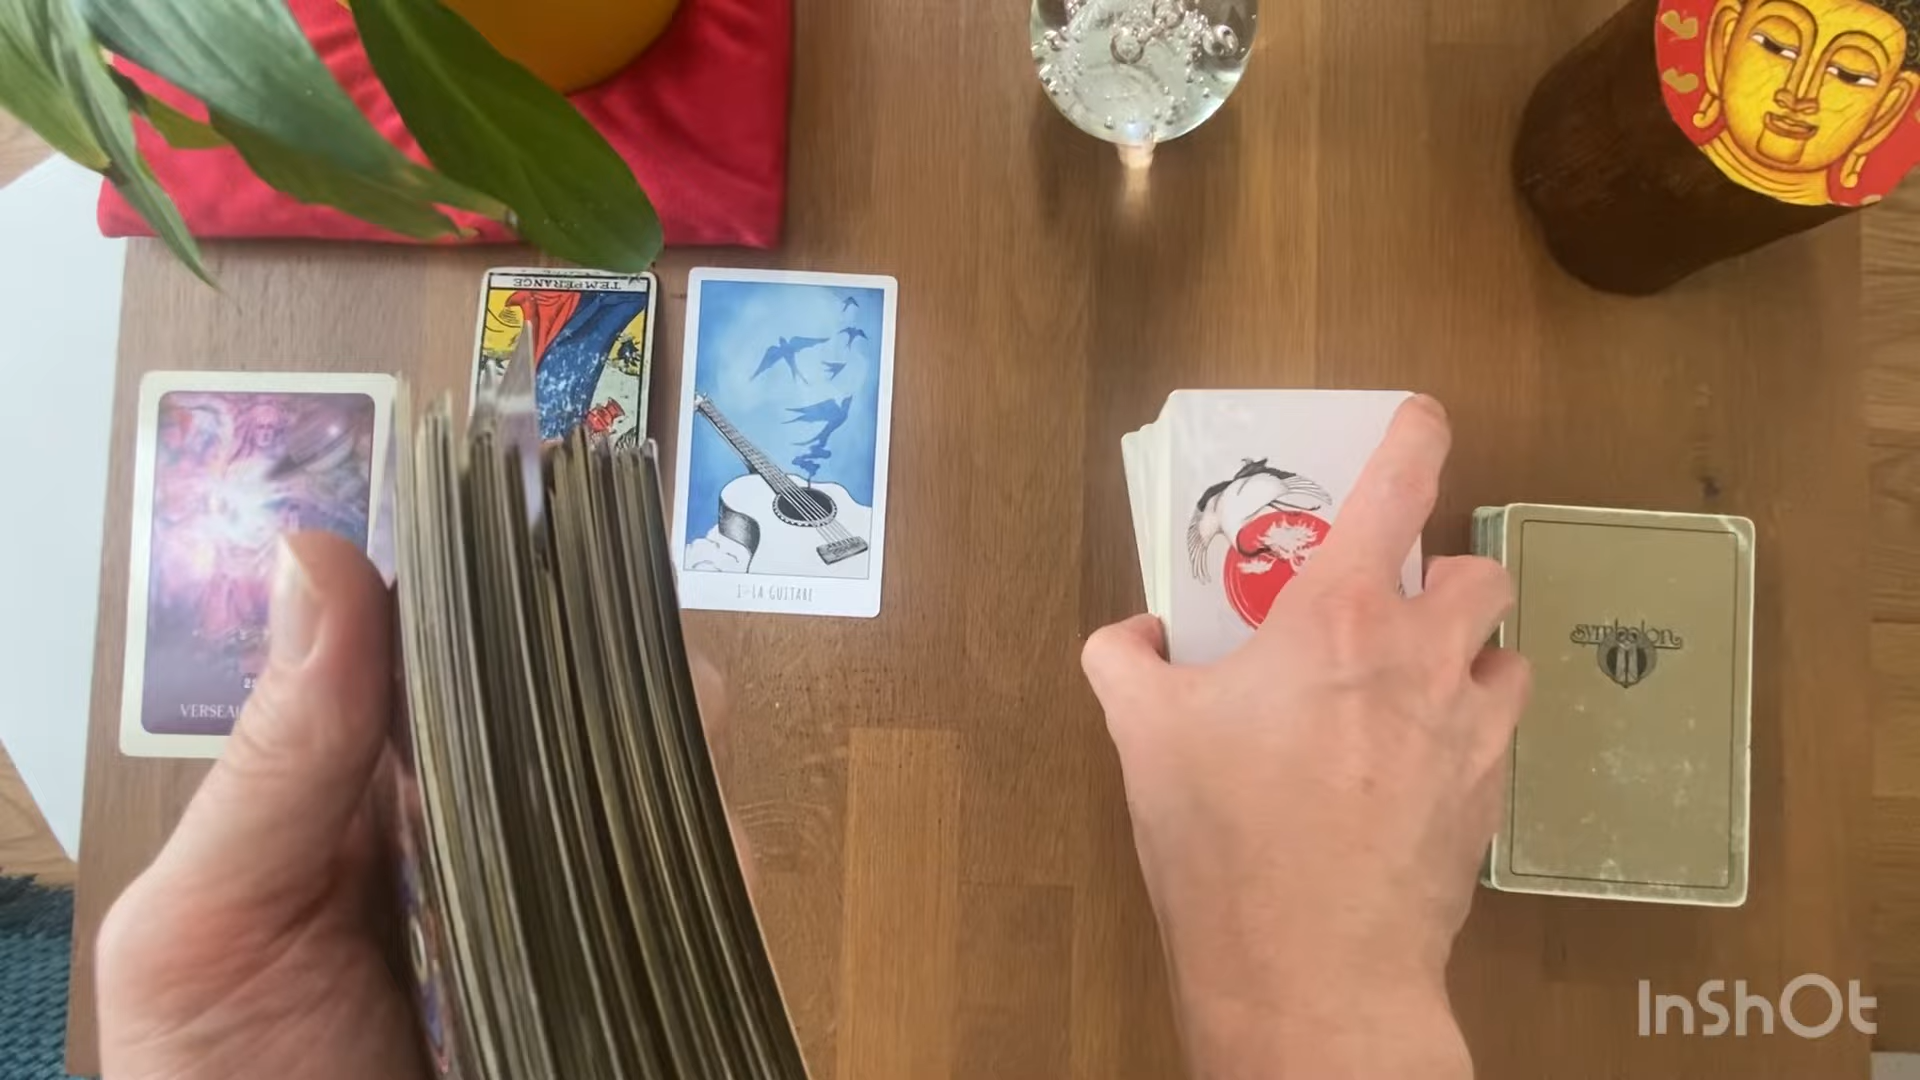 TEMPERANCE
1-LA GUITARE
VERSEAU
symbolon
InShOt